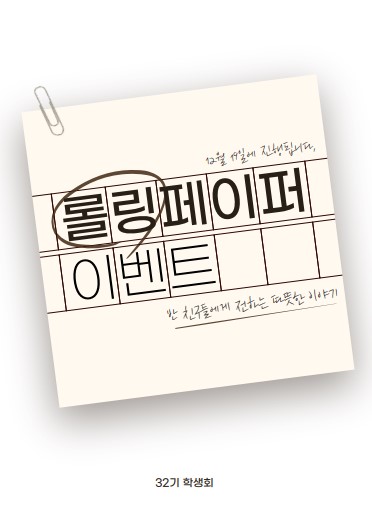 12월 19일에 진행됩니다.
롤링페이퍼
이벤트
반 친구들에게 전하는 따뜻한 이야기
32기 학생회